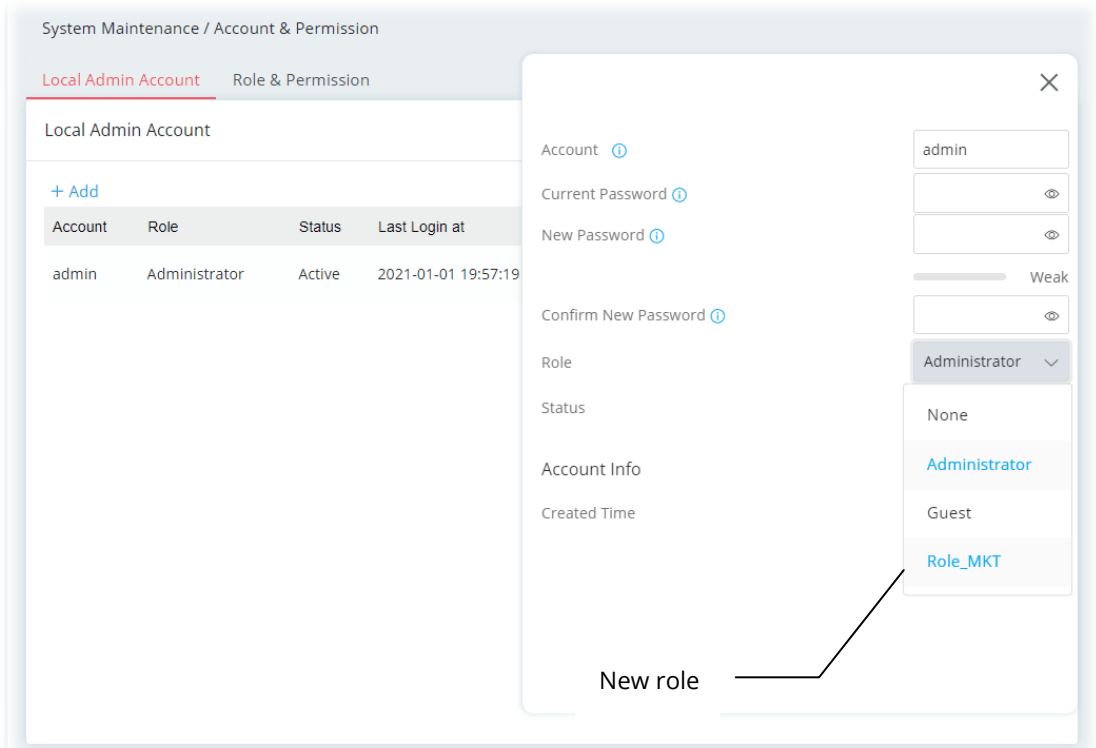 System Maintenance / Account & Permission
Local Admin Account Role & Permission
Local Admin Account
+ Add
Account Role Status Last Login at
admin Administrator Active 2021-01-01 19:57:19
Account admin
Current Password
New Password
Weak
Confirm New Password
Role Administrator
Status
None
Administrator
Guest
Role_MKT
Account Info
Created Time
New role